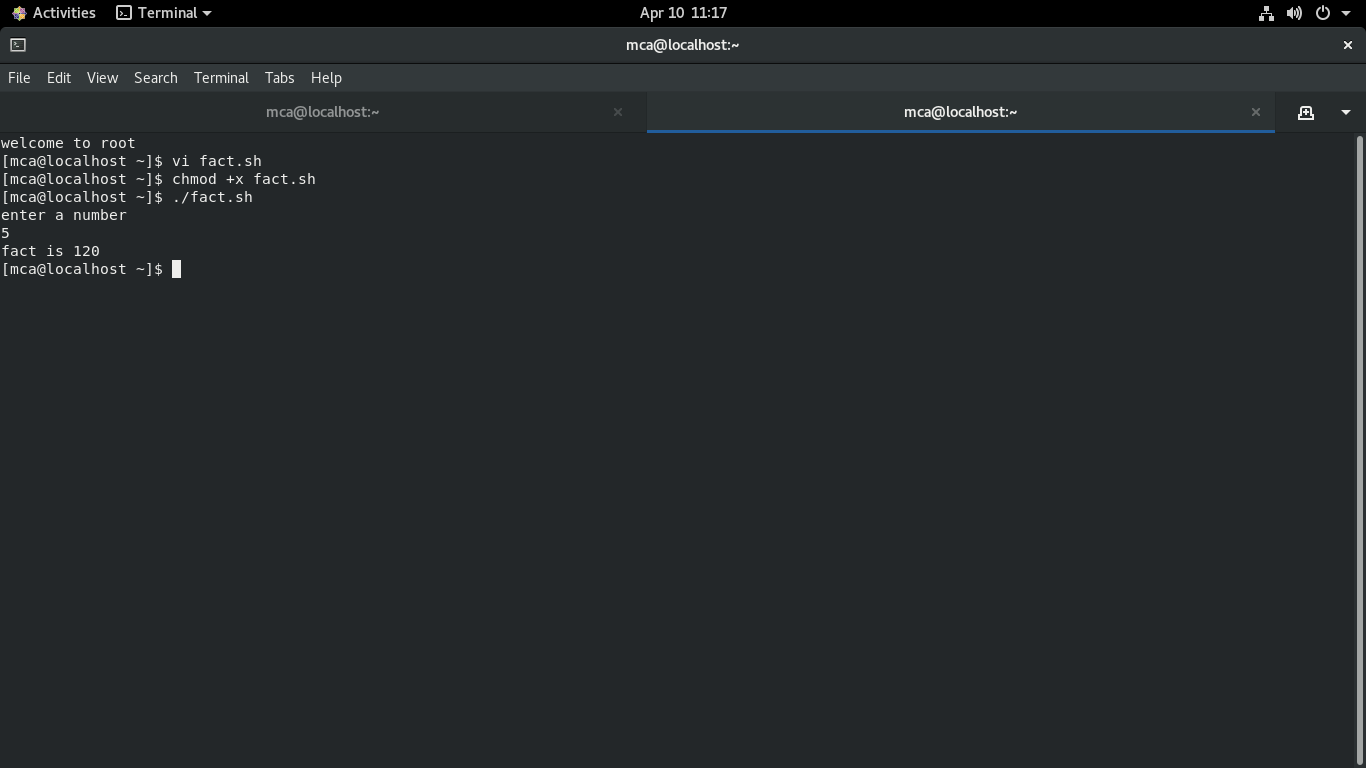 Activities Terminal Apr 10 11:17
mca@localhost:~
File Edit View Search Terminal Tabs Help
mca@localhost:~ mca@localhost:~
welcome to root
[mca@localhost ~]$ vi fact.sh
[mca@localhost ~]$ chmod +x fact.sh
[mca@localhost ~]$ ./fact.sh
enter a number
5
fact is 120
[mca@localhost ~]$